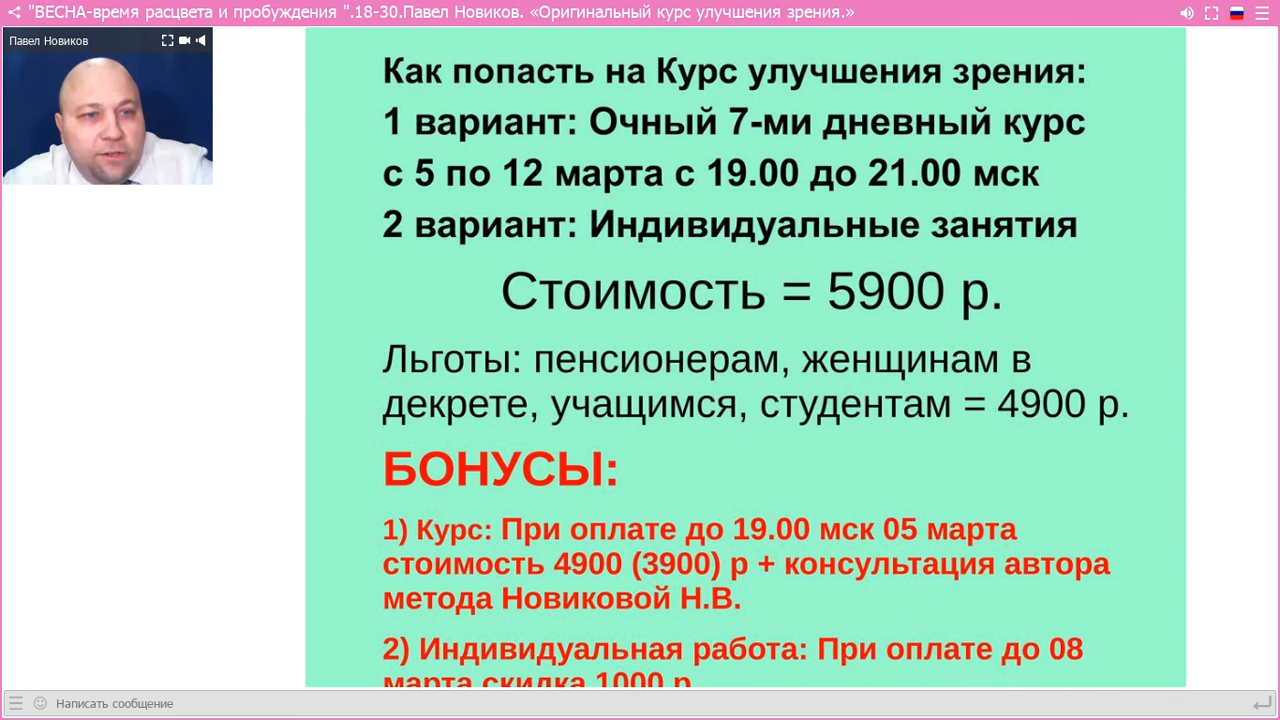 "ВЕСНА-время расцвета и пробуждения ".18-30.Павел Новиков. «Оригинальный курс улучшения зрения.»
Павел Новиков
Как попасть на Курс улучшения зрения:
1 вариант: Очный 7-ми дневный курс
с 5 по 12 марта с 19.00 до 21.00 мск
2 вариант: Индивидуальные занятия
Стоимость = 5900 р.
Льготы: пенсионерам, женщинам в
декрете, учащимся, студентам = 4900 р.
БОНУСЫ:
1) Курс: При оплате до 19.00 мск 05 марта
стоимость 4900 (3900) р + консультация автора
метода Новиковой Н.В.
2) Индивидуальная работа: При оплате до 08
марта скидка 1000 р
Написать сообщение